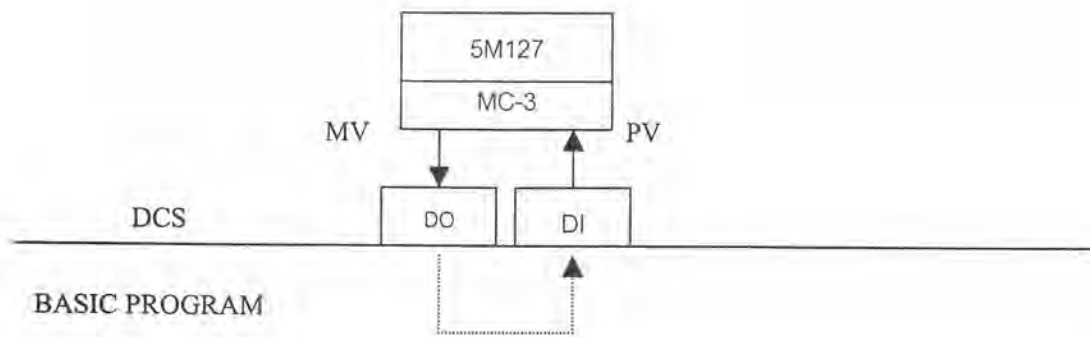 5M127
MC-3
MV PV
DO DI
DCS
BASIC PROGRAM